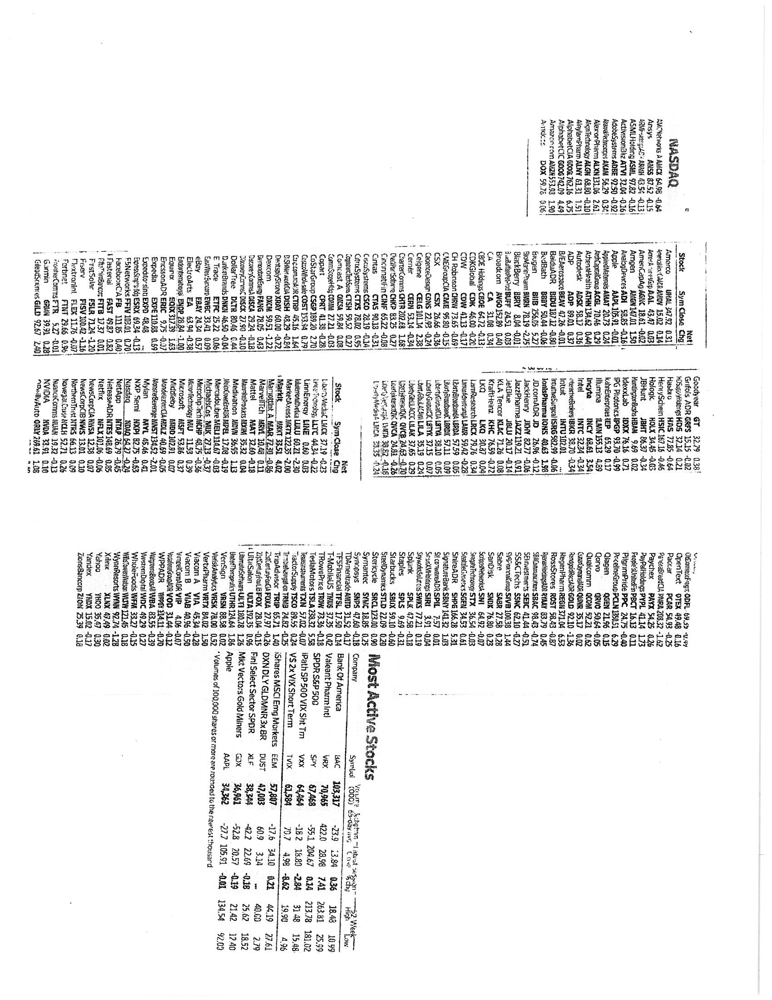 NASDAQ
AMCNetworks A AMCX 64.98 -0.64
Ansys ANSS 87.52 -0.15
ARMH 43.54 -0.13
ASMLHolding ASML 97.82 -0.16
ActivisionBliz ATVI 32.04 -0.16
AdobeSystems ADBE 92.50 -0.92
AKAM 56.29 0.34
AlexionPharm ALXN 131.06 2.61
AlignTechnology ALGN 68.80 -0.10
AlnylamPharm ALNY 61.31 1.51
AlphabetClA GOOGL 762.16 6.75
AlphabetClC GOOG 742.09 4.49
Amazon.com AMZN 553.98 1.90
DOX 59.76 0.06
Net
Stock Sym Close Chg
Amerco UHAL 347.92 0.31
AMOV 15.02 0.14
AAL 43.47 0.03
AmerCapAg AGNC 18.61 -0.02
Amgen AMGN 147.01 1.50
AnalogDevices ADI 58.85 -0.16
Apple AAPL 105.91 -0.01
AppliedMaterials AMAT 20.73 0.24
ArchCapitalGroup ACGL 70.46 0.29
AthenaHealth ATHN 134.62 0.44
Autodesk ADSK 58.17 0.36
ADP ADP 89.01 0.37
B/EAerospace BEAV 47.26 -0.01
BaiduADR BIDU 187.12 -0.80
BedBath BBBY 50.44 -0.06
Biogen BIIB 256.05 5.27
BioMarinPharm BMRN 78.19 -2.75
BlackBerry BBRY 8.04 -0.01
BUFF 24.51 0.03
Broadcom AVGO 152.89 0.40
CA CA 31.08 0.34
CBOE Holdings CBOE 64.72 -0.13
CDKGlobal CDK 46.00 -0.26
CDW CDW 41.13 -0.17
CH Robinson CHRW 73.65 -0.69
CMEGroupClA CME 95.80 -0.15
CSX CSX 26.66 -0.36
CadenceDesign CDNS 22.93 -0.24
Celgene CELG 101.14 2.38
Cerner CERN 53.14 -0.34
CharterComms CHTR 202.68 1.68
CHKP 83.25 0.27
CincinnatiFin CINF 65.22 -0.08
Cintas CTAS 90.18 -0.31
CiscoSystems CSCO 28.19 -0.14
CitrixSystems CTXS 78.02 0.95
CTSH 59.52 0.27
Comcast A CMCSA 59.84 0.08
CommScopeHldg COMM 27.21 -0.03
Copart CPRT 41.38 -0.28
CoStarGroup CSGP 189.20 2.70
CostcoWholesale COST 153.94 0.79
CTRP 45.16 1.64
DISHNetworkClA DISH 48.29 -0.84
DentsplySirona XRAY 60.00 -0.72
Dexcom DXCM 59.51 -1.22
DiamondbackEnergy FANG 78.05 0.43
DiscoveryCommsA DISCA 29.24 -0.18
DiscoveryCommsC DISCK 27.90 -0.10
DollarTree DLTR 80.46 0.44
DunkinBrands DNKN 46.50 -0.04
E Trade ETFC 25.22 0.06
EastWestBancorp EWBC 33.41 0.09
eBay EBAY 24.34 0.57
ElectroArts EA 63.94 -0.38
EndoInternational ENDP 28.84 -1.00
Equinix EQIX 317.39 1.63
EricssonADR ERIC 9.75 -0.07
Expedia EXPE 110.88 0.69
ExpeditorsIntl EXPD 48.48 ...
ExpressScriptsHldg ESRX 69.34 -0.13
F5Networks FFIV 103.01 0.70
FacebookClA FB 111.85 0.40
Fastenal FAST 49.87 0.82
FifthThirdBancorp FITB 17.37 0.01
FirstSolar FSLR 71.24 -1.20
Fiserv FISV 100.42 -1.16
FlextronIntl FLEX 11.76 -0.07
Fortinet FTNT 29.66 0.96
FrontierComms FTR 5.27 -0.01
Garmin GRMN 39.91 0.28
GileadSciences GILD 92.67 2.40
Goodyear GT 32.79 0.38
Grifols ADR GRFS 15.15 -0.02
HDSupplyHoldings HDS 32.14 0.21
Hasbro HAS 77.85 -0.64
HenrySchein HSIC 167.16 -0.46
Hologic HOLX 34.45 -0.03
JBHunt JBHT 86.37 -0.34
HuntingtonBcshs HBAN 9.69 0.02
IdexxLab IDXX 76.16 0.71
IPG Photonics IPGP 93.70 -0.99
IcahnEnterprises IEP 65.29 0.17
Illumina ILMN 155.13 4.89
Incyte INCY 68.61 3.54
Intel INTC 32.34 -0.34
InteractiveBrokers IBKR 38.70 -0.34
Intuit INTU 102.01 ...
IntuitiveSurgical ISRG 582.99 -0.06
IonisPharma IONS 40.63 1.98
JD.comADR JD 26.96 -0.12
JackHenry JKHY 82.77 -0.06
JazzPharma JAZZ 119.21 0.91
JetBlue JBLU 20.17 -0.14
KLA Tencor KLAC 71.26 0.08
KraftHeinz KHC 76.59 -0.72
LKQ LKQ 30.87 0.04
LamResearch LRCX 79.76 0.34
LamarAdvertisingA LAMR 59.42 -0.28
LibertyBroadbandA LBRDA 57.59 0.05
LibertyBroadbandC LBRDK 57.11 0.09
LibertyGlobalClA LBTYA 38.10 0.05
LibertyGlobalClC LBTYK 37.15 0.07
LILA 35.19 0.24
LILAK 37.65 0.29
QVCB 24.63 -0.70
LibertyInteractiveQVC QVCA 24.81 -0.26
LVNTA 38.82 -0.18
LibertyMediaA LMCA 38.35 -0.24
Net
Stock Sym Close Chg
LibertyMediaC LMCK 37.19 -0.23
LinearTechnology LLTC 44.34 -0.22
LinnEnergy LINE 0.60 0.03
lululemonathletica LULU 60.21 -2.30
MarketAxess MKTX 122.35 -2.00
Markit MRKT 33.51 4.02
MarriottInt A MAR 72.30 -0.86
MarvellTch MRVL 10.48 0.11
Mattel MAT 32.60 -0.18
MaximIntProducts MXIM 35.32 0.04
Medivation MDVN 36.95 1.13
MelcoCrownEntADR MPEL 17.08 -0.19
MercadoLibre MELI 114.67 -0.03
MichaelsCos MIK 27.13 -0.37
MicrochipTech MCHP 48.75 -0.36
MicronTechnology MU 11.53 0.39
Microsoft MSFT 53.86 0.37
Middleby MIDD 102.91 0.07
MondelezIntlClA MDLZ 40.69 -0.05
MonsterBeverage MNST 134.52 -2.01
Mylan MYL 45.46 0.41
NXP Semi NXPI 82.75 -0.63
Nasdaq NDAQ 64.27 -0.24
NetApp NTAP 26.79 -0.45
NeteaseADR NTES 148.69 0.85
Netflix NFLX 101.06 -0.06
NewsCorpClA NWSA 12.38 0.07
NewsCorpClB NWS 13.01 0.10
NorthernTrust NTRS 66.13 0.09
NorwegianCruise NCLH 52.71 0.26
NuanceComms NUAN 19.32 -0.13
NVIDIA NVDA 33.91 0.10
OReillyAuto ORLY 269.61 1.88
OldDominionFreight ODFL 69.39
OpenText OTEX 49.48 0.16
Paccar PCAR 54.93 -0.25
PaneraBreadClA PNRA 208.32 -1.62
Paychex PAYX 54.25 0.26
PayPalHoldings PYPL 41.14 1.73
People'sUnitedFin PBCT 16.13 0.11
PilgrimPride PPC 24.75 -0.40
PricelineGroup PCLN 1350.51 6.29
Qiagen QGEN 21.96 0.15
Qorvo QRVO 50.64 -0.05
Qualcomm QCOM 52.21 0.62
QunarCaymanIslADR QUNR 35.17 0.02
RandgoldRscsADR GOLD 92.10 -1.36
RegenPharm REGN 371.04 6.53
RossStores ROST 58.43 -0.87
RyanairHoldingsADR RYAAY 83.79 0.45
SBACommunications SBAC 98.43 -0.74
SEIInvestments SEIC 41.44 -0.51
SS&CTechs SSNC 62.10 -0.27
SVBFinancialGroup SIVB 100.38 1.44
Sabre SABR 27.58 0.28
SanDisk SNDK 76.80 0.23
ScrippsNetworksA SNI 64.92 -0.07
SeagateTechnology STX 36.54 -0.03
SeattleGenetics SGEN 34.53 0.61
ShireADR SHPG 166.28 5.31
SignatureBank SBNY 141.32 1.03
SiliconwareADR SPIL 7.57 0.01
SiriusXMHoldings SIRI 3.91 -0.04
SkyworksSolutions SWKS 77.21 0.19
Splunk SPLK 47.58 -0.18
Staples SPLS 9.69 -0.31
Starbucks SBUX 59.10 -0.60
SteelDynamics STLD 22.09 0.20
Stericycle SRCL 123.00 0.90
Symantec SYMC 18.85 0.25
Synopsys SNPS 47.60 -0.18
TDAmeritrade AMTD 31.52 -0.17
TFSFinancial TFSL 17.50 0.14
T-MobileUS TMUS 37.35 0.42
TRowePrice TROW 73.36 -0.18
TeslaMotors TSLA 238.32 5.58
TexasInstruments TXN 57.02 -0.07
TractorSupply TSCO 89.55 0.24
TrimbleNavigation TRMB 24.82 -0.25
TripAdvisor TRIP 65.71 1.40
21stCenturyFoxClA FOXA 27.97 -0.26
21stCenturyFoxClB FOX 28.04 -0.15
UltaSalon ULTA 192.35 0.96
UltimateSoftware ULTI 180.78 1.26
UnitedTherapeutics UTHR 124.64 1.86
VeriSign VRSN 88.58 0.02
VeriskAnalytics VRSK 78.00 0.52
VertxPharm VRTX 84.02 1.50
Viacom A VIA 45.34 -0.28
Viacom B VIAB 40.96 -0.50
VimpelComADR VIP 4.06 -0.07
VodafoneGroupADR VOD 31.44 -0.12
WPPADR WPPGY 114.11 -0.70
WalgreensBootsAll WBA 83.55 -0.39
WesternDigital WDC 49.29 0.27
WholeFoods WFM 33.27 -0.15
WillisTowersWatson WLTW 121.45 0.18
WynnResorts WYNN 92.74 -1.28
Xilinx XLNX 47.49 0.02
Yahoo YHOO 35.47 0.30
Yandex YNDX 15.02 -0.17
ZionsBancorp ZION 25.39 0.18
Most Active Stocks
Volume %chg from Latest session 52 Week
Company Symbol (000) 65-day avg Close % chg High Low
Bank Of America BAC 103,317 -23.9 13.84 0.36 18.48 10.99
Valeant Pharm Intl VRX 70,965 422.0 28.98 7.41 263.81 25.99
SPDR S&P 500 SPY 67,468 -55.1 204.67 0.14 213.78 181.02
iPath SP 500 VIX Sht Tm VXX 64,464 -18.2 18.80 -2.84 31.48 15.48
VS 2x VIX Short Term TVIX 61,584 70.7 4.98 -8.62 19.90 4.96
iShares MSCI Emg Markets EEM 57,807 -17.6 34.10 0.21 44.19 27.61
DXN DLY GLDMNR 3x BR DUST 47,003 60.9 3.14 ... 40.00 2.79
Finl Select Sector SPDR XLF 38,344 -42.2 22.69 -0.18 25.62 18.52
Mkt Vectors Gold Miners GDX 36,961 -52.8 20.57 -0.19 21.42 12.40
Apple AAPL 34,362 -27.7 105.91 -0.01 134.54 92.00
* Volumes of 100,000 shares or more are rounded to the nearest thousand